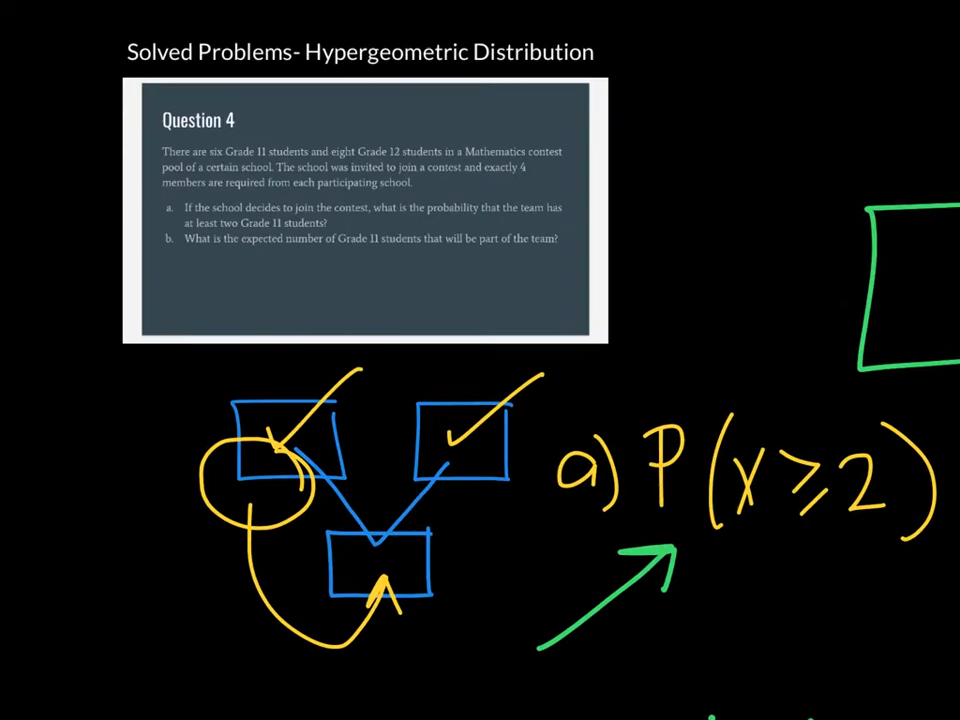 Solved Problems- Hypergeometric Distribution
Question 4
There are six Grade 11 students and eight Grade 12 students in a Mathematics contest
pool of a certain school. The school was invited to join a contest and exactly 4
members are required from each participating school.
a. If the school decides to join the contest, what is the probability that the team has
at least two Grade 11 students?
b. What is the expected number of Grade 11 students that will be part of the team?
a) P(x ≥ 2)